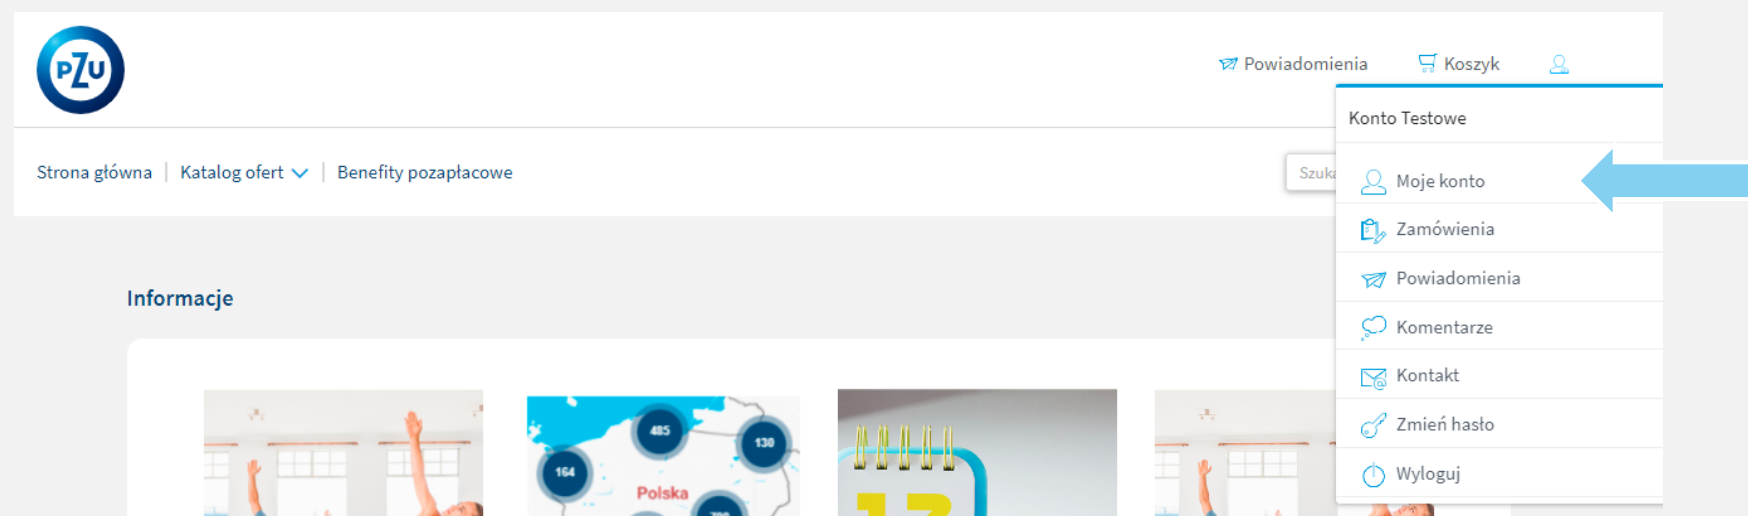 PZU
Powiadomienia Koszyk
Konto Testowe
Strona główna Katalog ofert Benefity pozapłacowe
Moje konto
Zamówienia
Powiadomienia
Informacje
Komentarze
Kontakt
Zmień hasło
Wyloguj
485
130
164
Polska